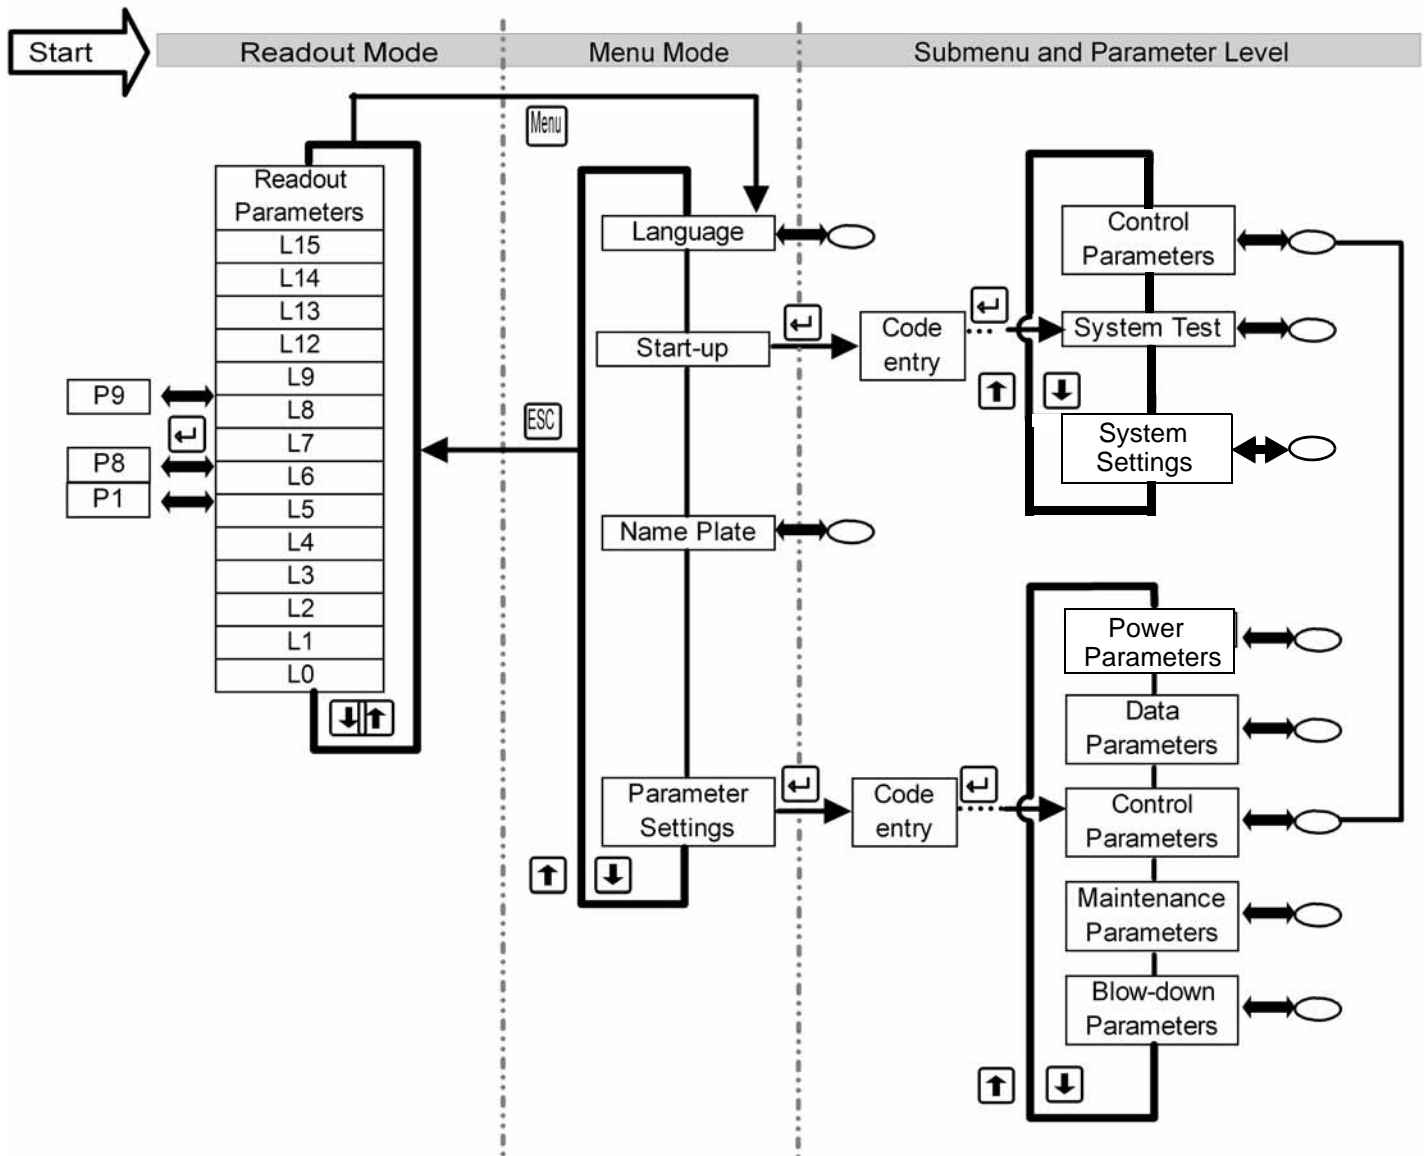 Start
Readout Mode
Menu Mode
Submenu and Parameter Level
Menu
Readout
Parameters
L15
L14
L13
L12
L9
L8
L7
L6
L5
L4
L3
L2
L1
L0
P9
P8
P1
ESC
Language
Start-up
Name Plate
Parameter
Settings
Code
entry
Control
Parameters
System Test
System
Settings
Code
entry
Power
Parameters
Data
Parameters
Control
Parameters
Maintenance
Parameters
Blow-down
Parameters